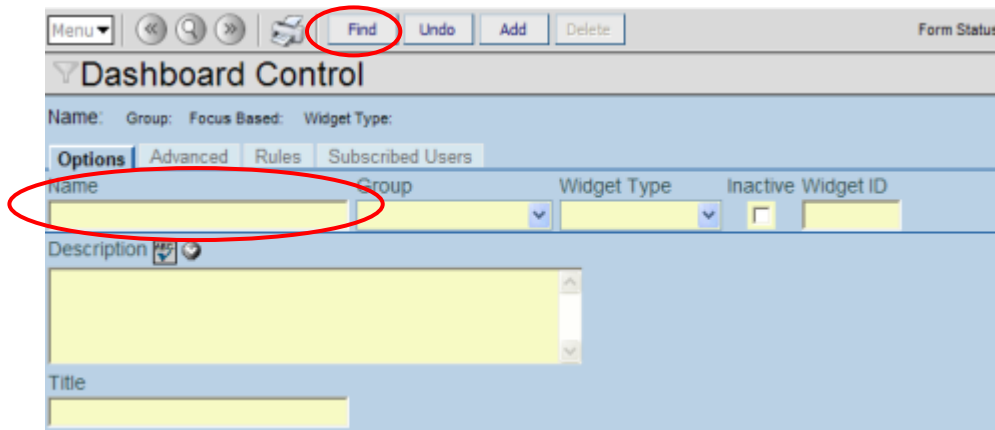 Menu Find Undo Add Delete Form Status
Dashboard Control
Name: Group: Focus Based: Widget Type:
Options Advanced Rules Subscribed Users
Name Group Widget Type Inactive Widget ID
Description ABC
Title